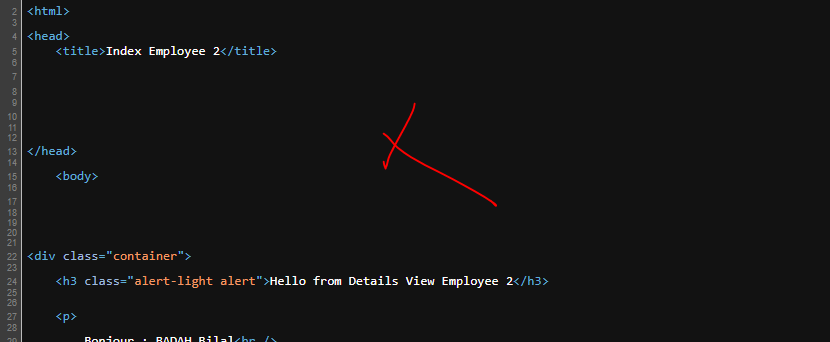 2 <html>
3
4 <head>
5 <title>Index Employee 2</title>
6
7
8
9
10
11
12
13 </head>
14
15 <body>
16
17
18
19
20
21
22 <div class="container">
23
24 <h3 class="alert-light alert">Hello from Details View Employee 2</h3>
25
26
27 <p>
28
29 Bonjour : BADAH Bilal<br />